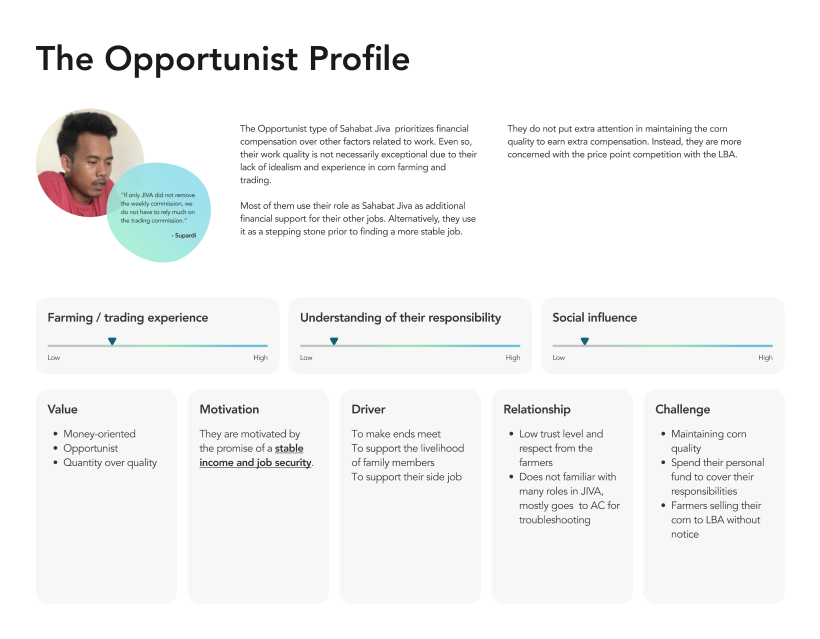 The Opportunist Profile
"If only JIVA did not remove
the weekly commission, we
do not have to rely much on
the trading commission."
- Supardi
The Opportunist type of Sahabat Jiva  prioritizes financial
compensation over other factors related to work. Even so,
their work quality is not necessarily exceptional due to their
lack of idealism and experience in corn farming and
trading.
Most of them use their role as Sahabat Jiva as additional
financial support for their other jobs. Alternatively, they use
it as a stepping stone prior to finding a more stable job.
They do not put extra attention in maintaining the corn
quality to earn extra compensation. Instead, they are more
concerned with the price point competition with the LBA.
Farming / trading experience
Low
High
Understanding of their responsibility
Low
High
Social influence
Low
High
Value
• Money-oriented
• Opportunist
• Quantity over quality
Motivation
They are motivated by
the promise of a stable
income and job security.
Driver
To make ends meet
To support the livelihood
of family members
To support their side job
Relationship
• Low trust level and
respect from the
farmers
• Does not familiar with
many roles in JIVA,
mostly goes  to AC for
troubleshooting
Challenge
• Maintaining corn
quality
• Spend their personal
fund to cover their
responsibilities
• Farmers selling their
corn to LBA without
notice